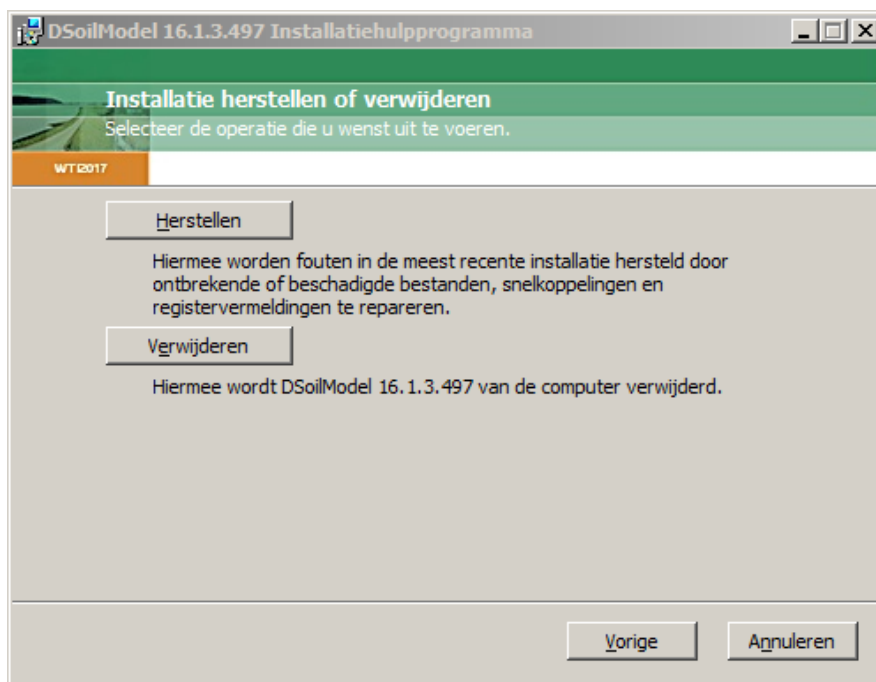 DSoilModel 16.1.3.497 Installatiehulpprogramma
Installatie herstellen of verwijderen
Selecteer de operatie die u wenst uit te voeren.
WTI2017
Herstellen
Hiermee worden fouten in de meest recente installatie hersteld door
ontbrekende of beschadigde bestanden, snelkoppelingen en
registervermeldingen te repareren.
Verwijderen
Hiermee wordt DSoilModel 16.1.3.497 van de computer verwijderd.
Vorige
Annuleren